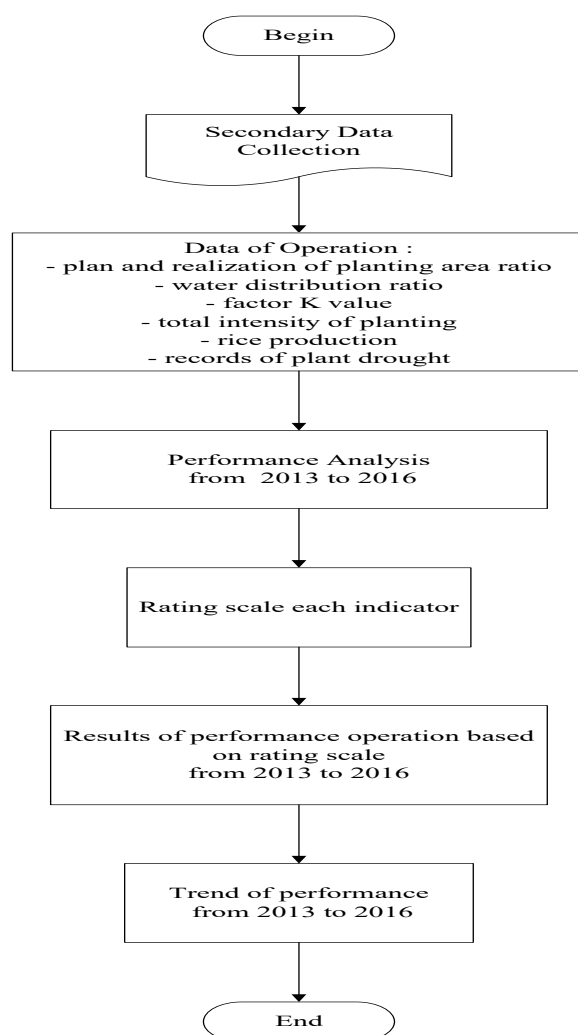 Begin
Secondary Data
Collection
Data of Operation :
- plan and realization of planting area ratio
- water distribution ratio
- factor K value
- total intensity of planting
- rice production
- records of plant drought
Performance Analysis
from 2013 to 2016
Rating scale each indicator
Results of performance operation based
on rating scale
from 2013 to 2016
Trend of performance
from 2013 to 2016
End